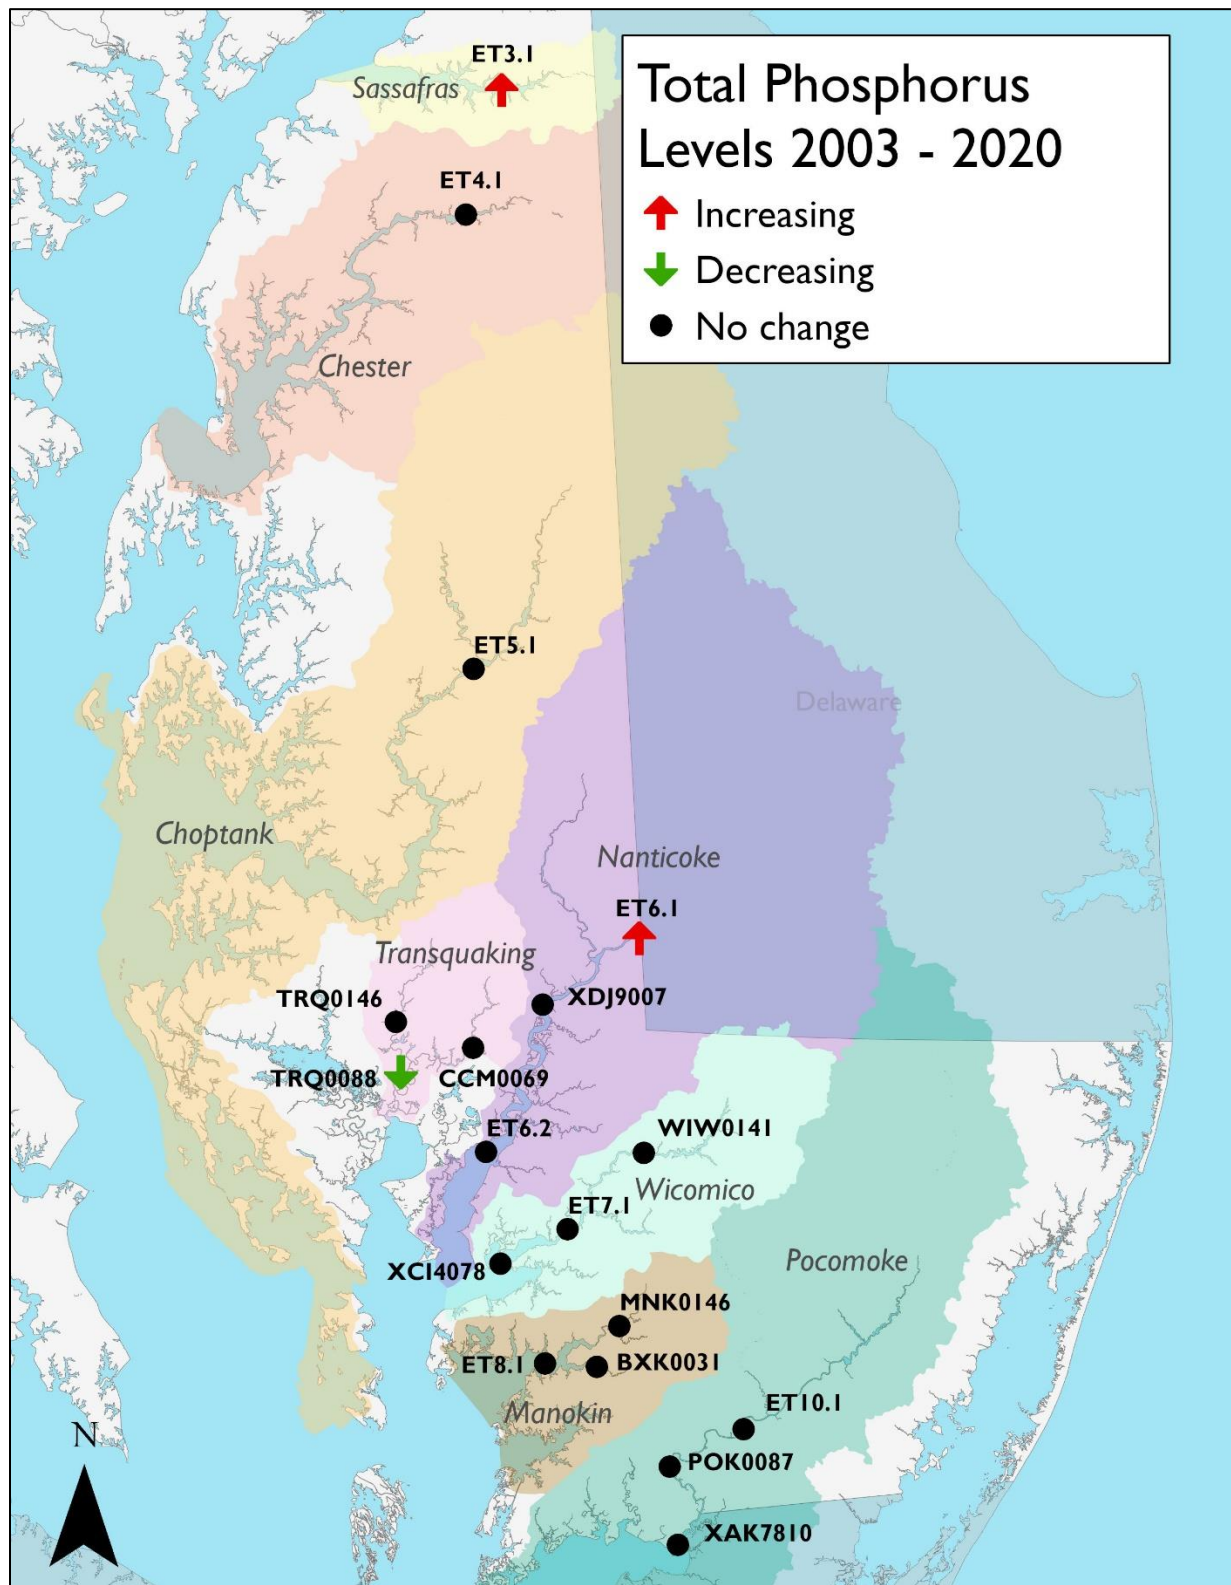 Total Phosphorus
Levels 2003 - 2020
Increasing
Decreasing
No change
ET3.1
Sassafras
ET4.1
Chester
ET5.1
Delaware
Choptank
Nanticoke
ET6.1
Transquaking
TRQ0146
XDJ9007
TRQ0088
CCM0069
ET6.2
WIW0141
Wicomico
ET7.1
XCI4078
Pocomoke
MNK0146
ET8.1
BXK0031
Manokin
ET10.1
N
POK0087
XAK7810